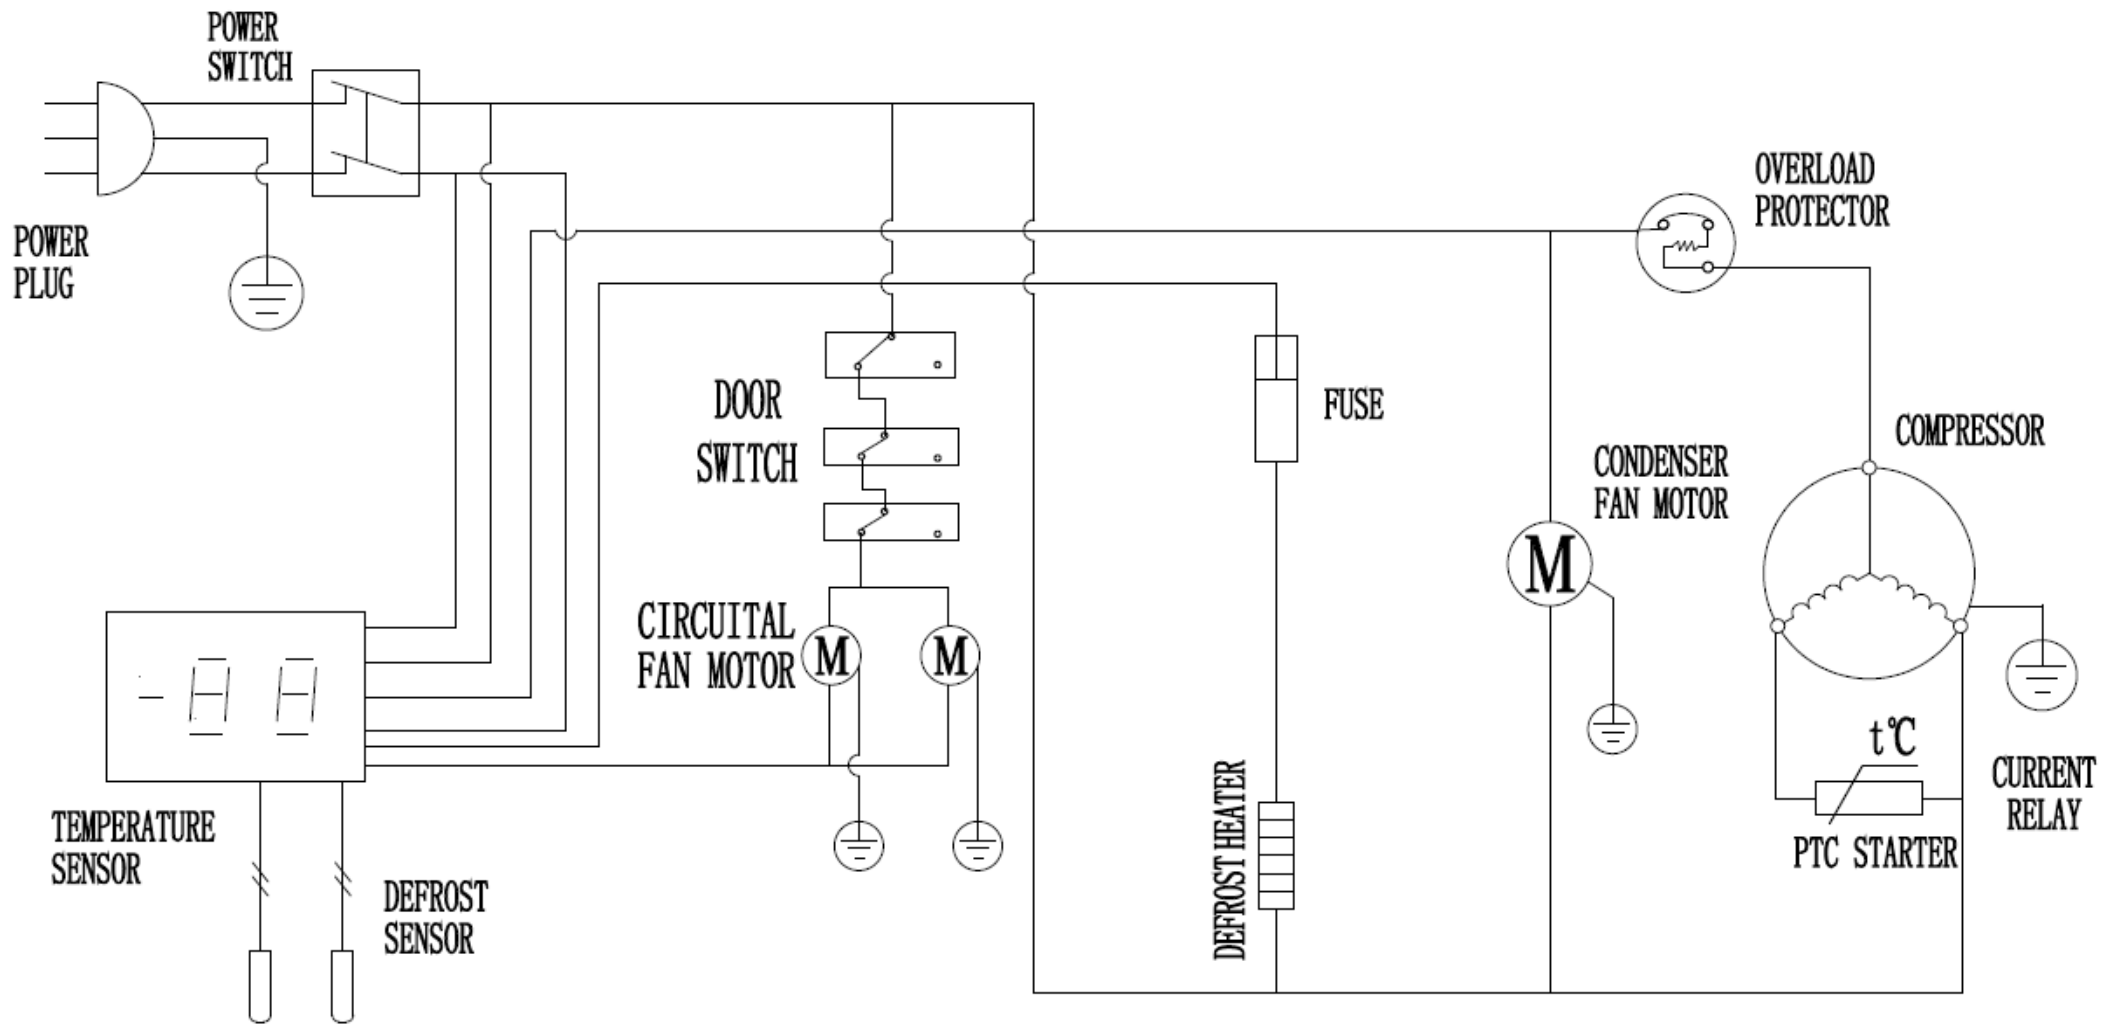 POWER
SWITCH
POWER
PLUG
OVERLOAD
PROTECTOR
DOOR
SWITCH
FUSE
COMPRESSOR
CONDENSER
FAN MOTOR
M
CIRCUITAL
FAN MOTOR
M
M
-88
t℃
CURRENT
RELAY
PTC STARTER
DEFROST HEATER
TEMPERATURE
SENSOR
DEFROST
SENSOR